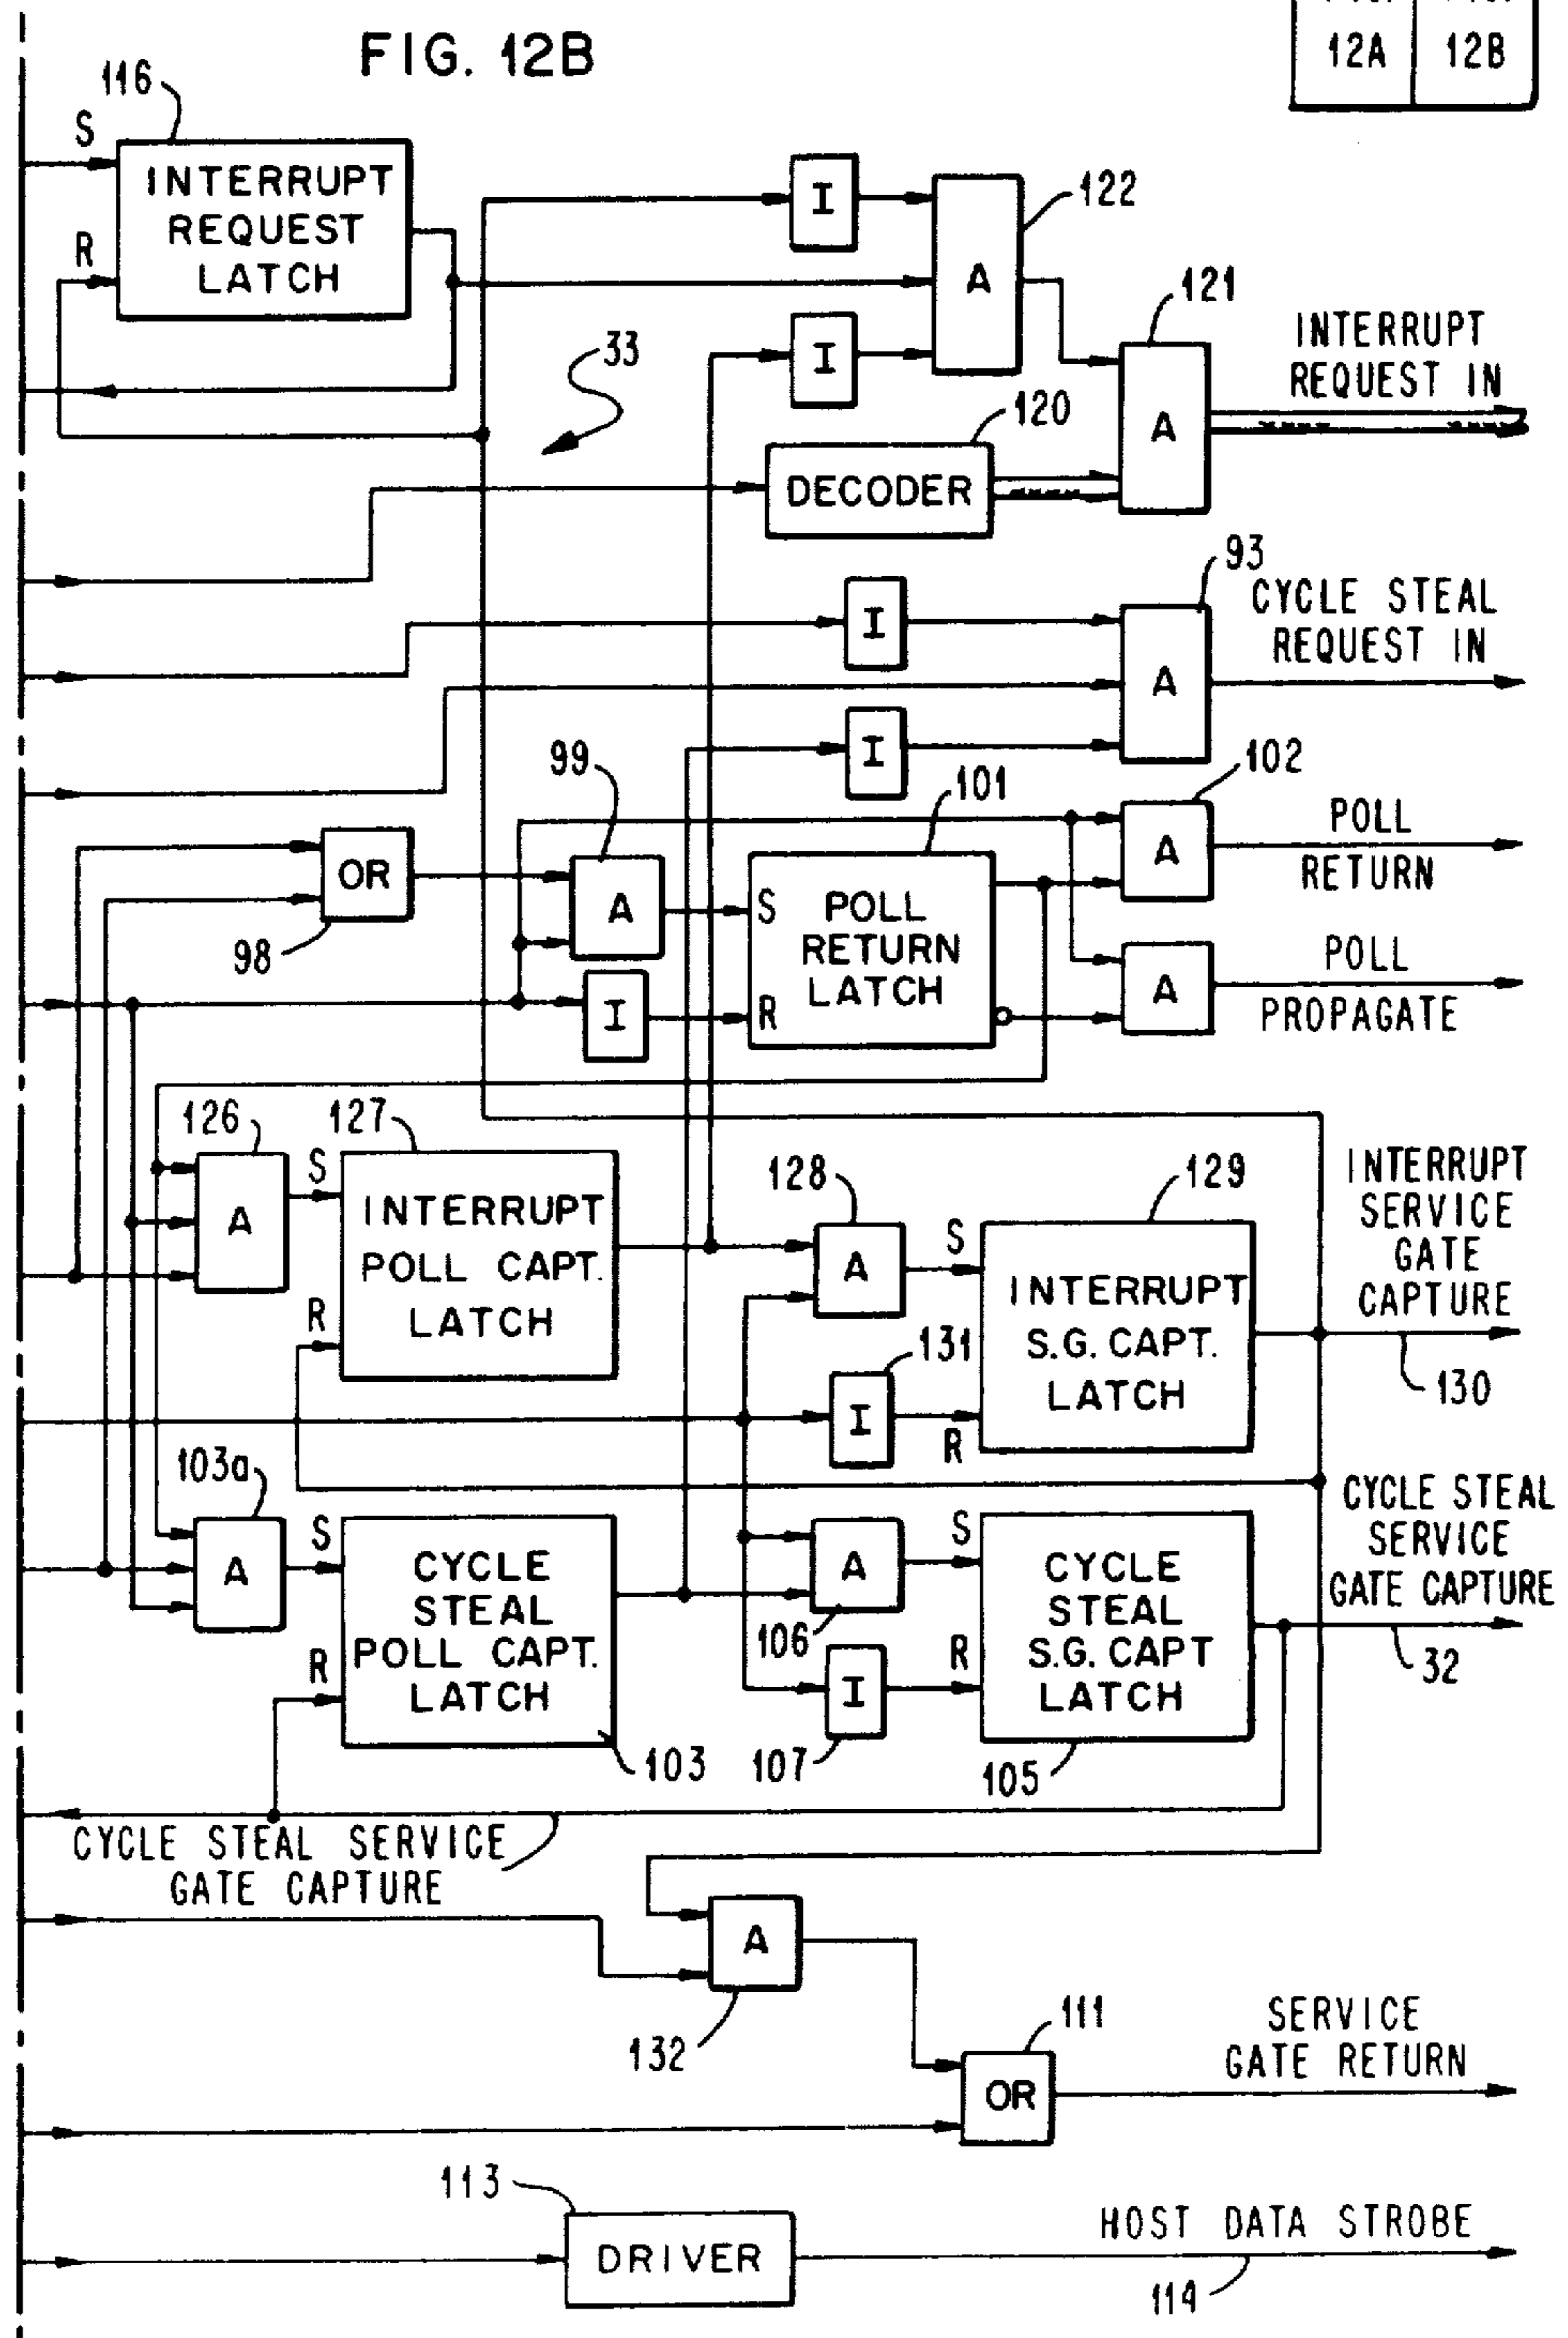 FIG. 12B
12A 12B
116
S
INTERRUPT
REQUEST
LATCH
R
I
122
A
I
33
121
INTERRUPT
REQUEST IN
A
120
DECODER
93
CYCLE STEAL
REQUEST IN
I
A
I
99
101
102
POLL
RETURN
OR
98
A
A
S
POLL
RETURN
LATCH
R
I
POLL
PROPAGATE
A
126
127
S
A
INTERRUPT
POLL CAPT.
LATCH
R
128
A
129
S
INTERRUPT
S.G. CAPT.
LATCH
INTERRUPT
SERVICE
GATE
CAPTURE
130
131
I
R
103a
A
S
CYCLE
STEAL
POLL CAPT.
LATCH
R
103
A
106
S
CYCLE
STEAL
S.G. CAPT
LATCH
R
I
107
105
CYCLE STEAL
SERVICE
GATE CAPTURE
32
CYCLE STEAL SERVICE
GATE CAPTURE
A
132
111
OR
SERVICE
GATE RETURN
113
DRIVER
HOST DATA STROBE
114